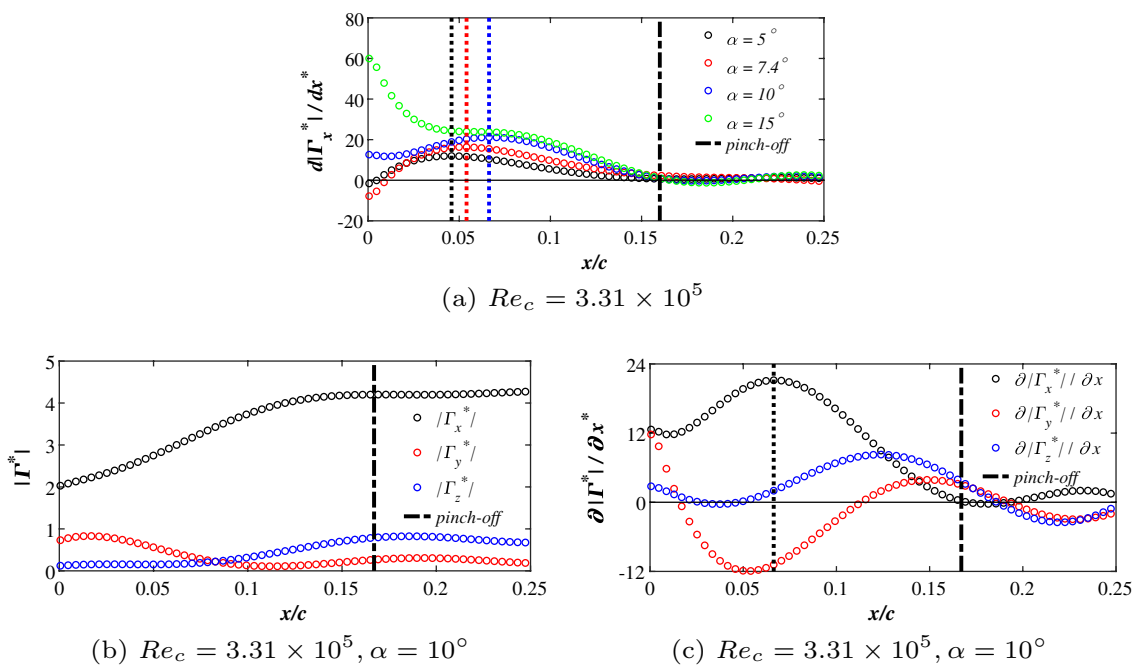 80
60
40
20
0
-20
d|Γx*| / dx*
α = 5°
α = 7.4°
α = 10°
α = 15°
pinch-off
0 0.05 0.1 0.15 0.2 0.25
x/c
(a) Re_c = 3.31 × 10^5
5
4
3
2
1
0
|Γ*|
|Γx*|
|Γy*|
|Γz*|
pinch-off
0 0.05 0.1 0.15 0.2 0.25
x/c
(b) Re_c = 3.31 × 10^5, α = 10°
24
12
0
-12
∂|Γ*| / ∂x*
∂|Γx*| / ∂x
∂|Γy*| / ∂x
∂|Γz*| / ∂x
pinch-off
0 0.05 0.1 0.15 0.2 0.25
x/c
(c) Re_c = 3.31 × 10^5, α = 10°